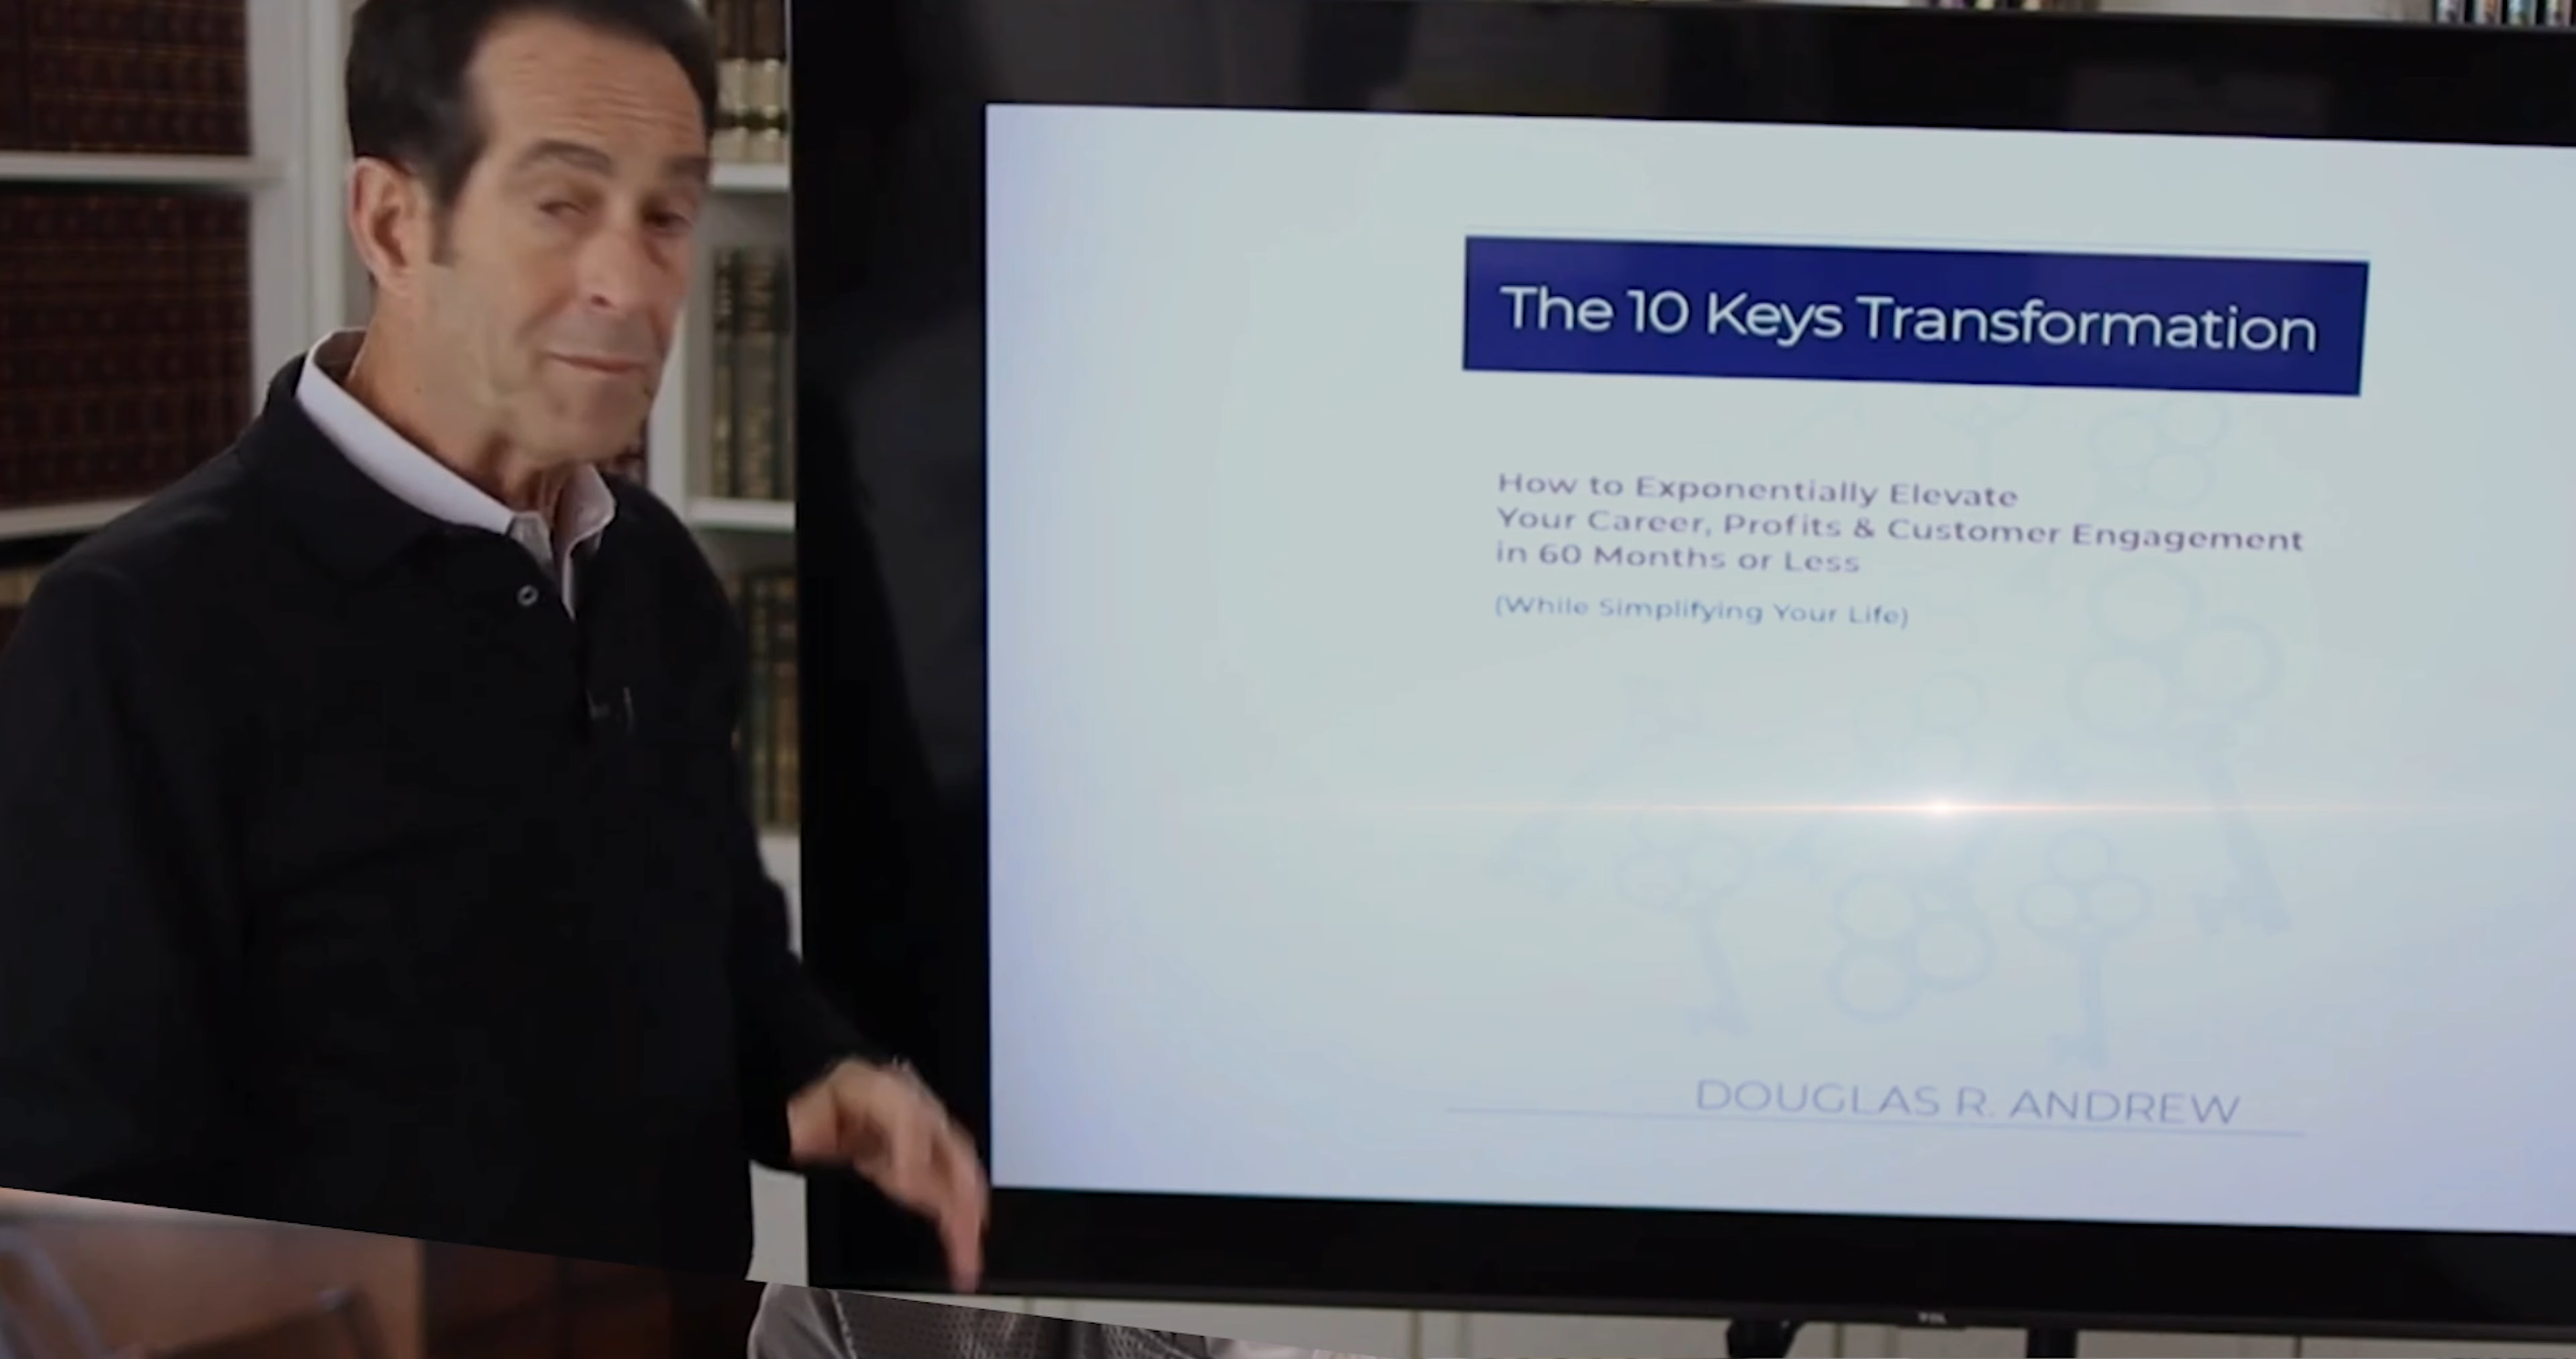 The 10 Keys Transformation
How to Exponentially Elevate
Your Career, Profits & Customer Engagement
in 60 Months or Less
(While Simplifying Your Life)
DOUGLAS R. ANDREW